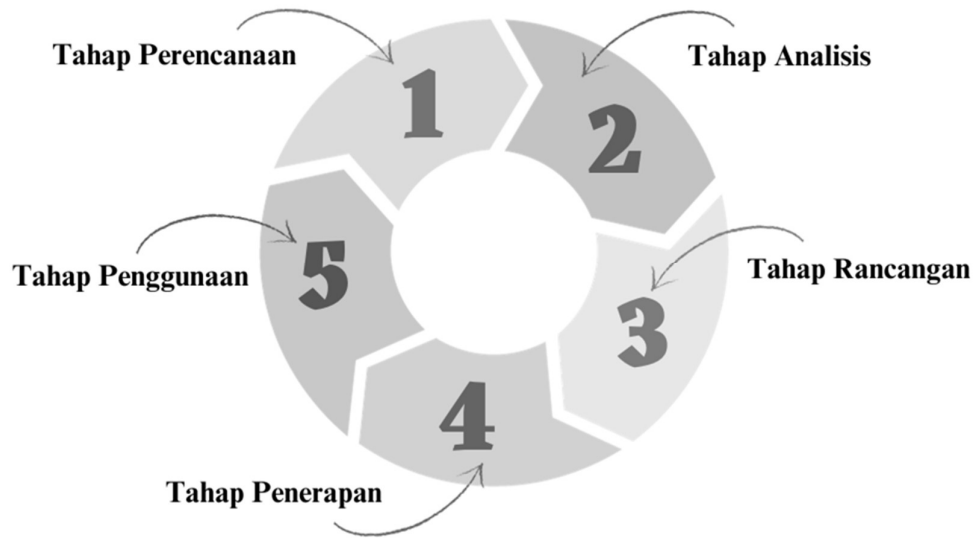 Tahap Perencanaan
1
Tahap Analisis
2
Tahap Rancangan
3
Tahap Penerapan
4
Tahap Penggunaan
5